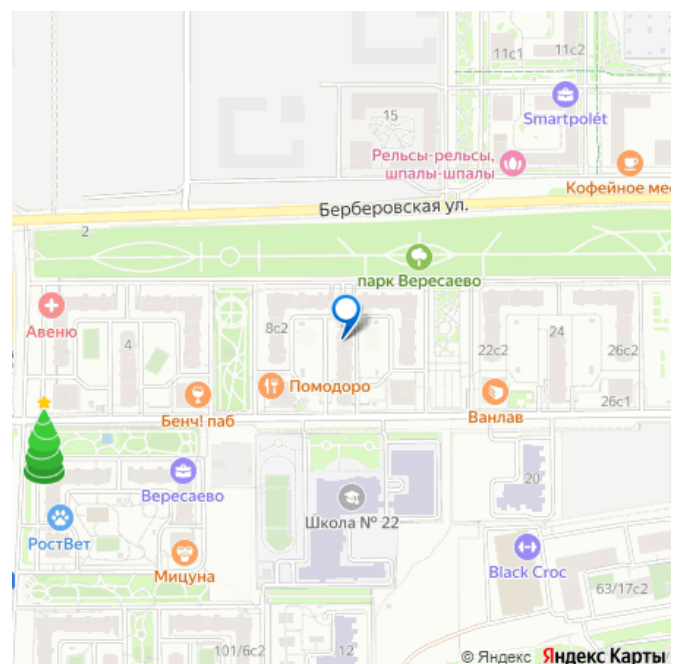 11с1
11с2
Smartpolét
15
Рельсы-рельсы,
шпалы-шпалы
Кофейное мес
Берберовская ул.
2
парк Вересаево
Авеню
8с2
4
24
22с2
26с2
Помодоро
Бенч! паб
Ванлав
26с1
Вересаево
20
Школа № 22
РостВет
Мицуна
Black Croc
63/17с2
101/6с2
12
© Яндекс Яндекс Карты